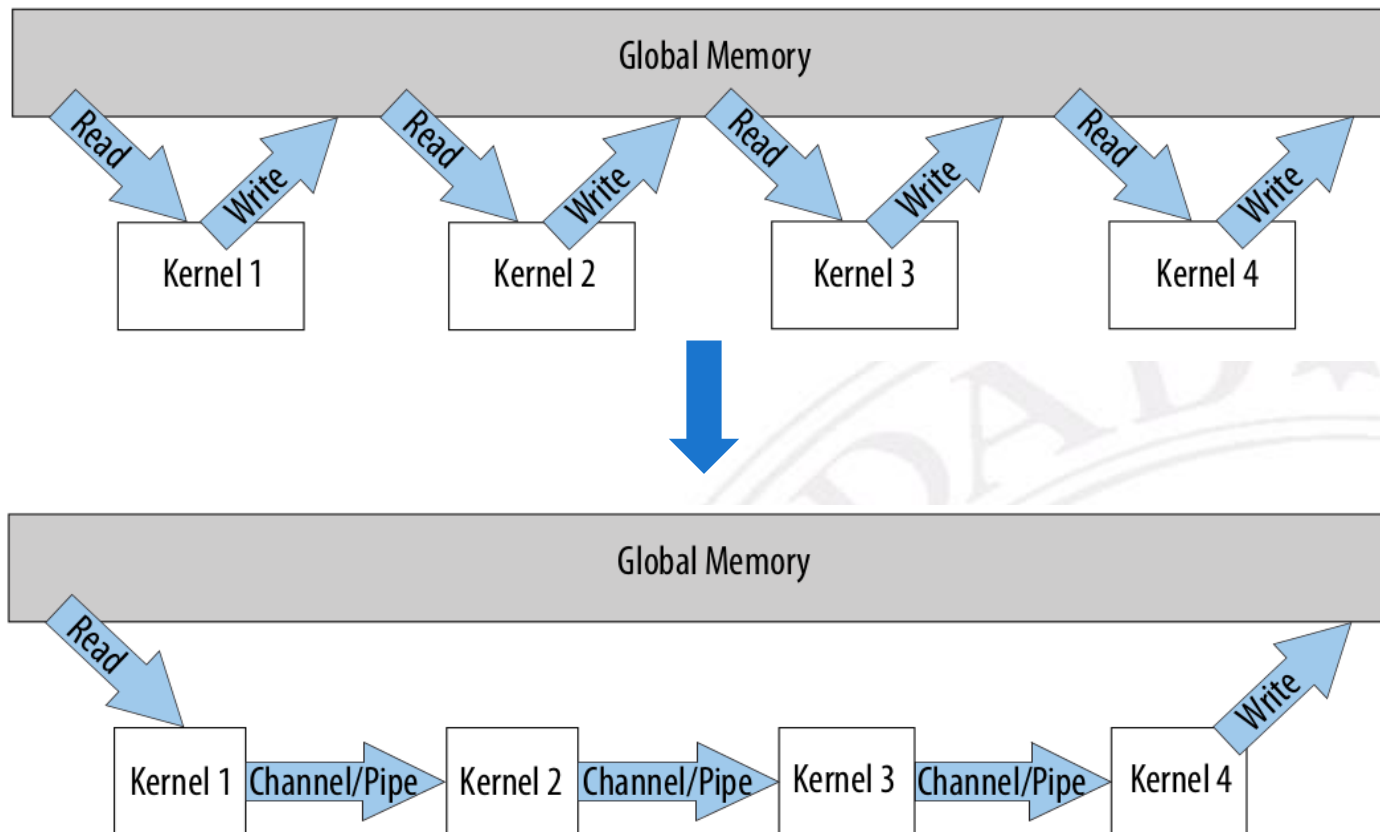 Global Memory
Read
Write
Read
Write
Read
Write
Read
Write
Kernel 1
Kernel 2
Kernel 3
Kernel 4
DAD
Global Memory
Read
Write
Kernel 1
Channel/Pipe
Kernel 2
Channel/Pipe
Kernel 3
Channel/Pipe
Kernel 4